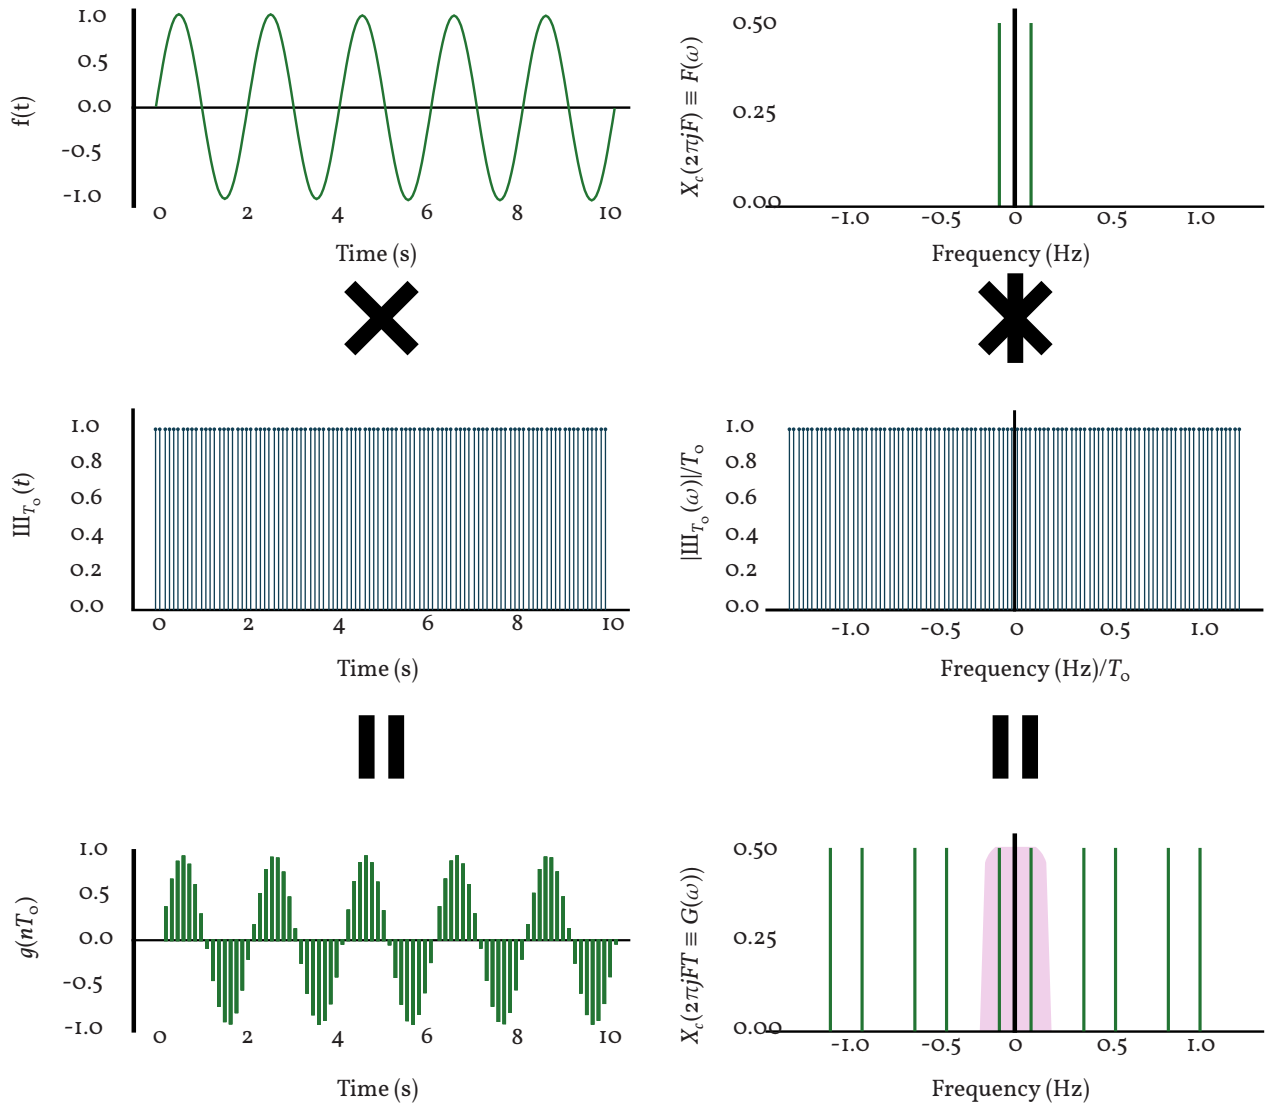 f(t)
1.0
0.5
0.0
-0.5
-1.0
0 2 4 6 8 10
Time (s)
X_c(2πjF) ≡ F(ω)
0.50
0.25
0.00
-1.0 -0.5 0 0.5 1.0
Frequency (Hz)
III_{T_0}(t)
1.0
0.8
0.6
0.4
0.2
0.0
0 2 4 6 8 10
Time (s)
|III_{T_0}(ω)|/T_0
1.0
0.8
0.6
0.4
0.2
0.0
-1.0 -0.5 0 0.5 1.0
Frequency (Hz)/T_0
g(nT_0)
1.0
0.5
0.0
-0.5
-1.0
0 2 4 6 8 10
Time (s)
X_c(2πjFT ≡ G(ω))
0.50
0.25
0.00
-1.0 -0.5 0 0.5 1.0
Frequency (Hz)